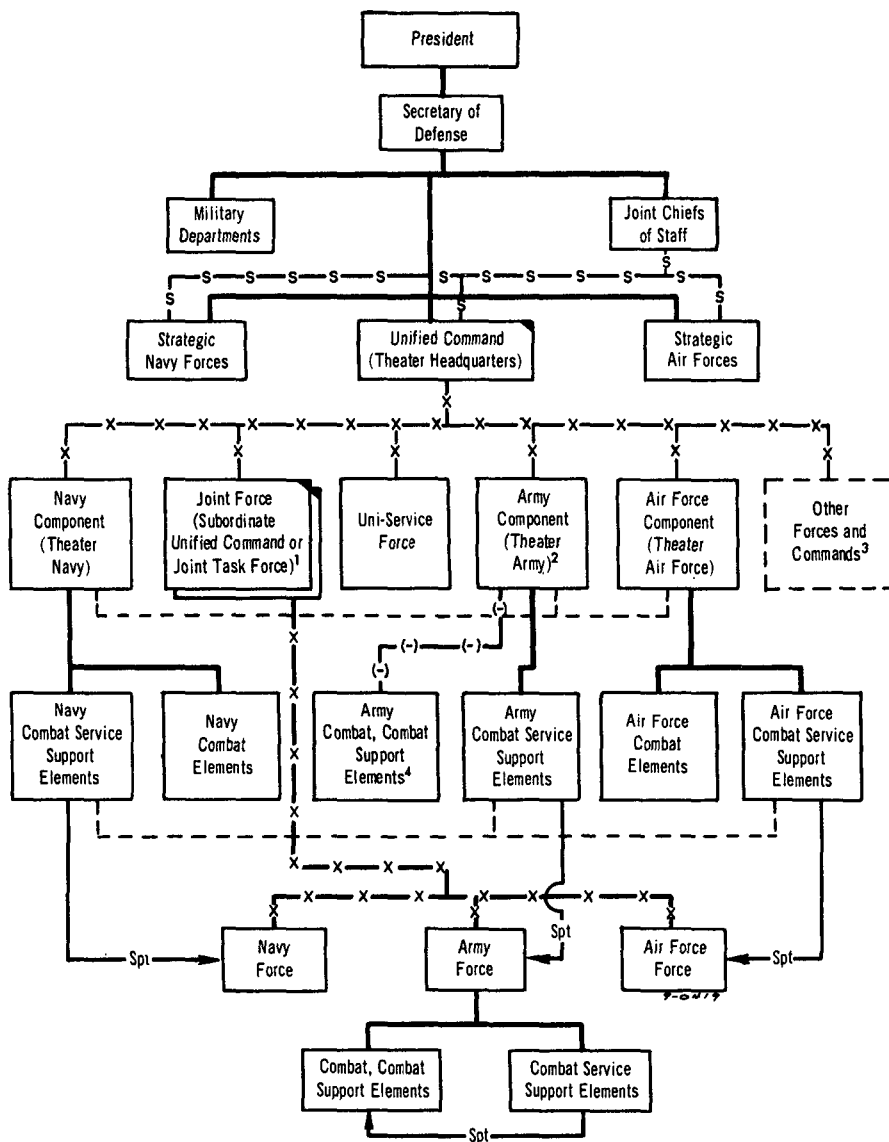 President
Secretary of
Defense
Military
Departments
Joint Chiefs
of Staff
S S S S S S S S S S S S
S S S
Strategic
Navy Forces
Unified Command
(Theater Headquarters)
Strategic
Air Forces
X
X X X X X X X X X X X X X X X
X X X X X X
Navy
Component
(Theater
Navy)
Joint Force
(Subordinate
Unified Command or
Joint Task Force)1
Uni-Service
Force
Army
Component
(Theater
Army)2
Air Force
Component
(Theater
Air Force)
Other
Forces and
Commands3
(-)
(-) (-)
(-)
X
X
X
X
X
Navy
Combat Service
Support
Elements
Navy
Combat
Elements
Army
Combat, Combat
Support
Elements4
Army
Combat Service
Support
Elements
Air Force
Combat
Elements
Air Force
Combat Service
Support
Elements
X X X X
X X X X X X X
X X X
Spt
Navy
Force
Army
Force
Spt
Air Force
Force
Spt
Combat, Combat
Support Elements
Combat Service
Support Elements
Spt